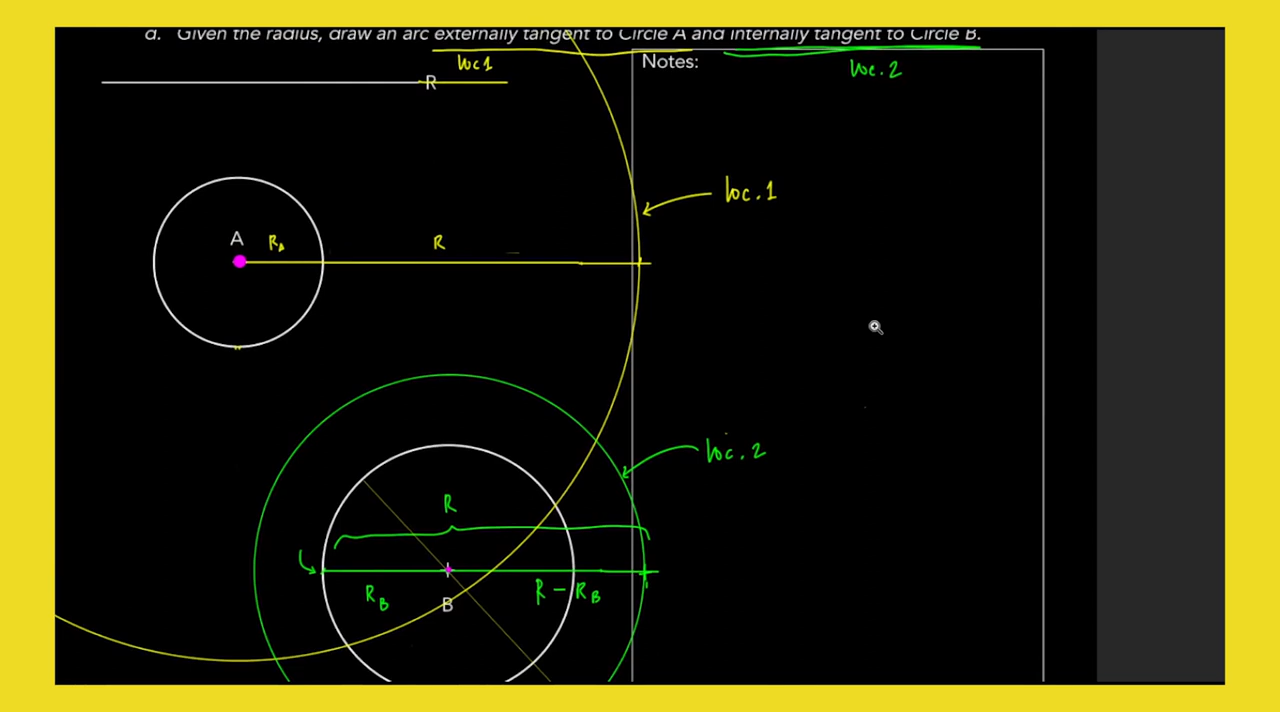 d. Given the radius, draw an arc externally tangent to Circle A and internally tangent to Circle B.
loc1
Notes:
loc.2
R
loc.1
A
RA
R
loc.2
R
RB
B
R - RB